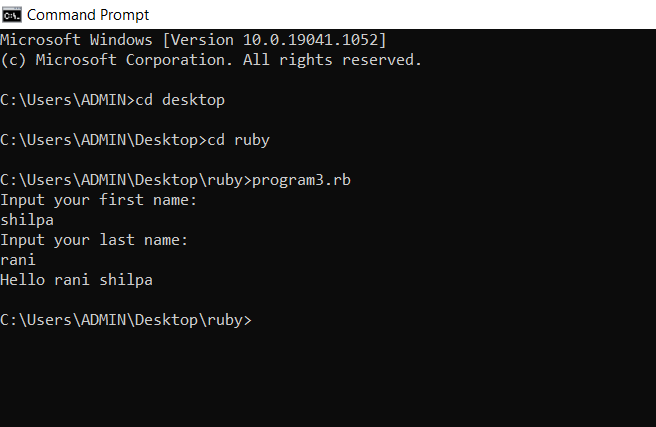 Command Prompt
Microsoft Windows [Version 10.0.19041.1052]
(c) Microsoft Corporation. All rights reserved.
C:\Users\ADMIN>cd desktop
C:\Users\ADMIN\Desktop>cd ruby
C:\Users\ADMIN\Desktop\ruby>program3.rb
Input your first name:
shilpa
Input your last name:
rani
Hello rani shilpa
C:\Users\ADMIN\Desktop\ruby>